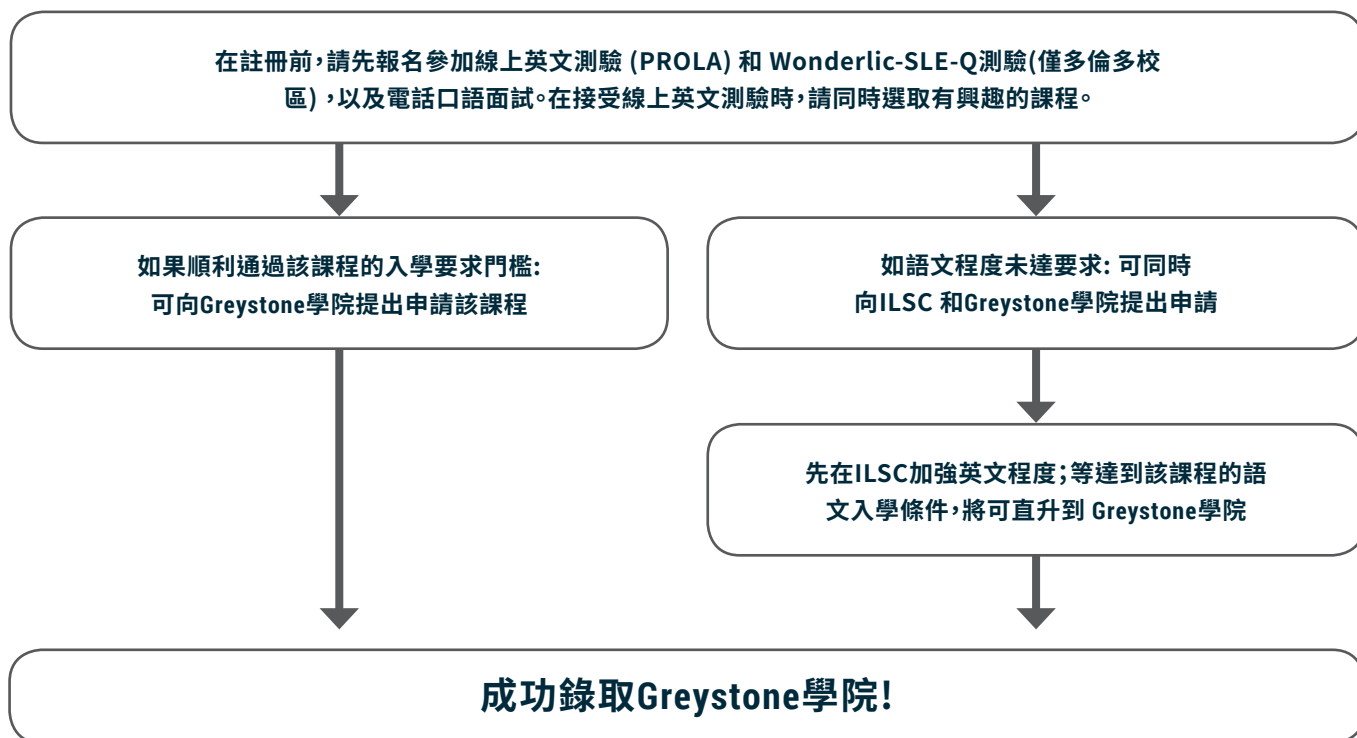 在註冊前，請先報名參加線上英文測驗 (PROLA) 和 Wonderlic-SLE-Q測驗(僅多倫多校
區) ，以及電話口語面試。在接受線上英文測驗時，請同時選取有興趣的課程。
如果順利通過該課程的入學要求門檻:
可向Greystone學院提出申請該課程
如語文程度未達要求: 可同時
向ILSC 和Greystone學院提出申請
先在ILSC加強英文程度；等達到該課程的語
文入學條件，將可直升到 Greystone學院
成功錄取Greystone學院!